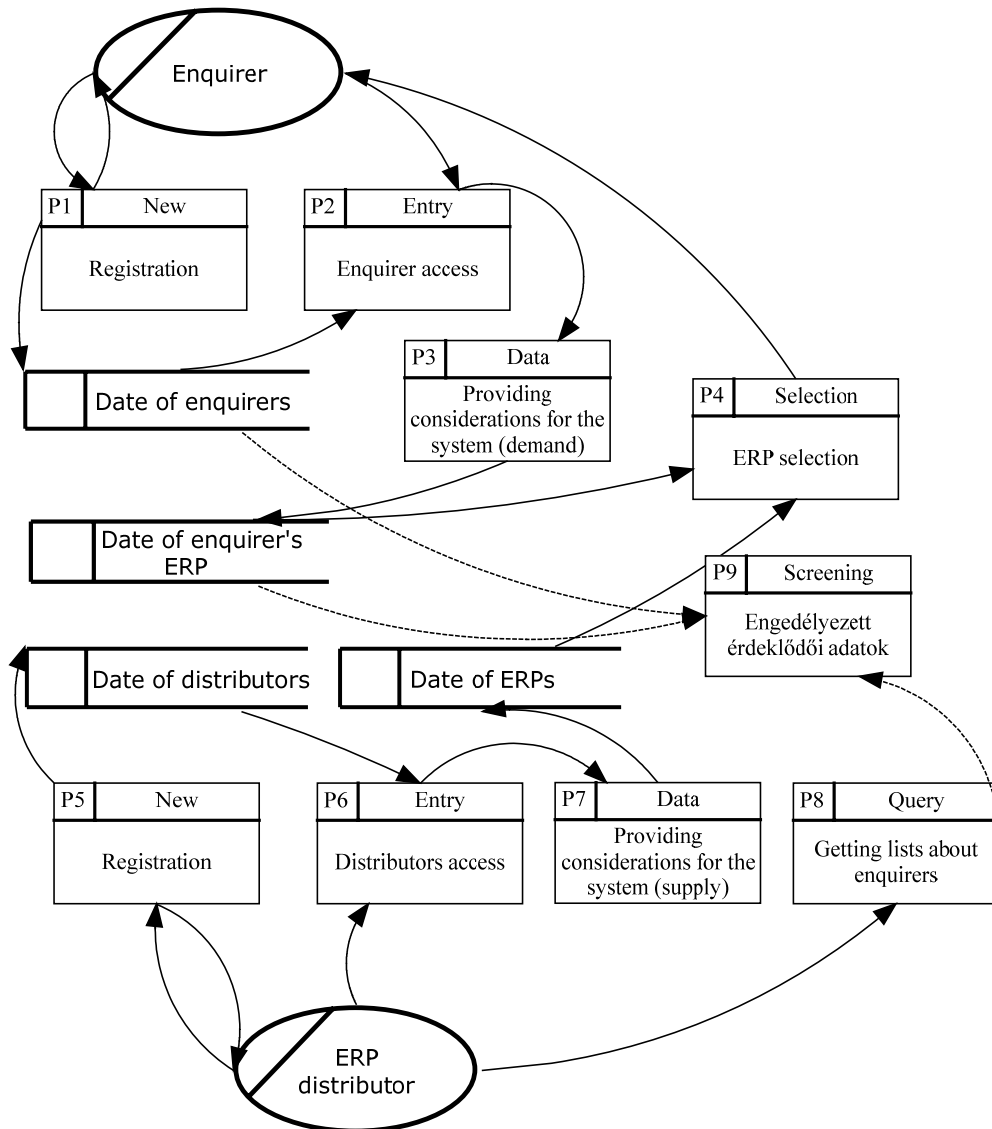 Enquirer
P1 New
Registration
P2 Entry
Enquirer access
P3 Data
Providing
considerations for the
system (demand)
P4 Selection
ERP selection
Date of enquirers
Date of enquirer's
ERP
P9 Screening
Engedélyezett
érdeklődői adatok
Date of distributors
Date of ERPs
P5 New
Registration
P6 Entry
Distributors access
P7 Data
Providing
considerations for the
system (supply)
P8 Query
Getting lists about
enquirers
ERP
distributor